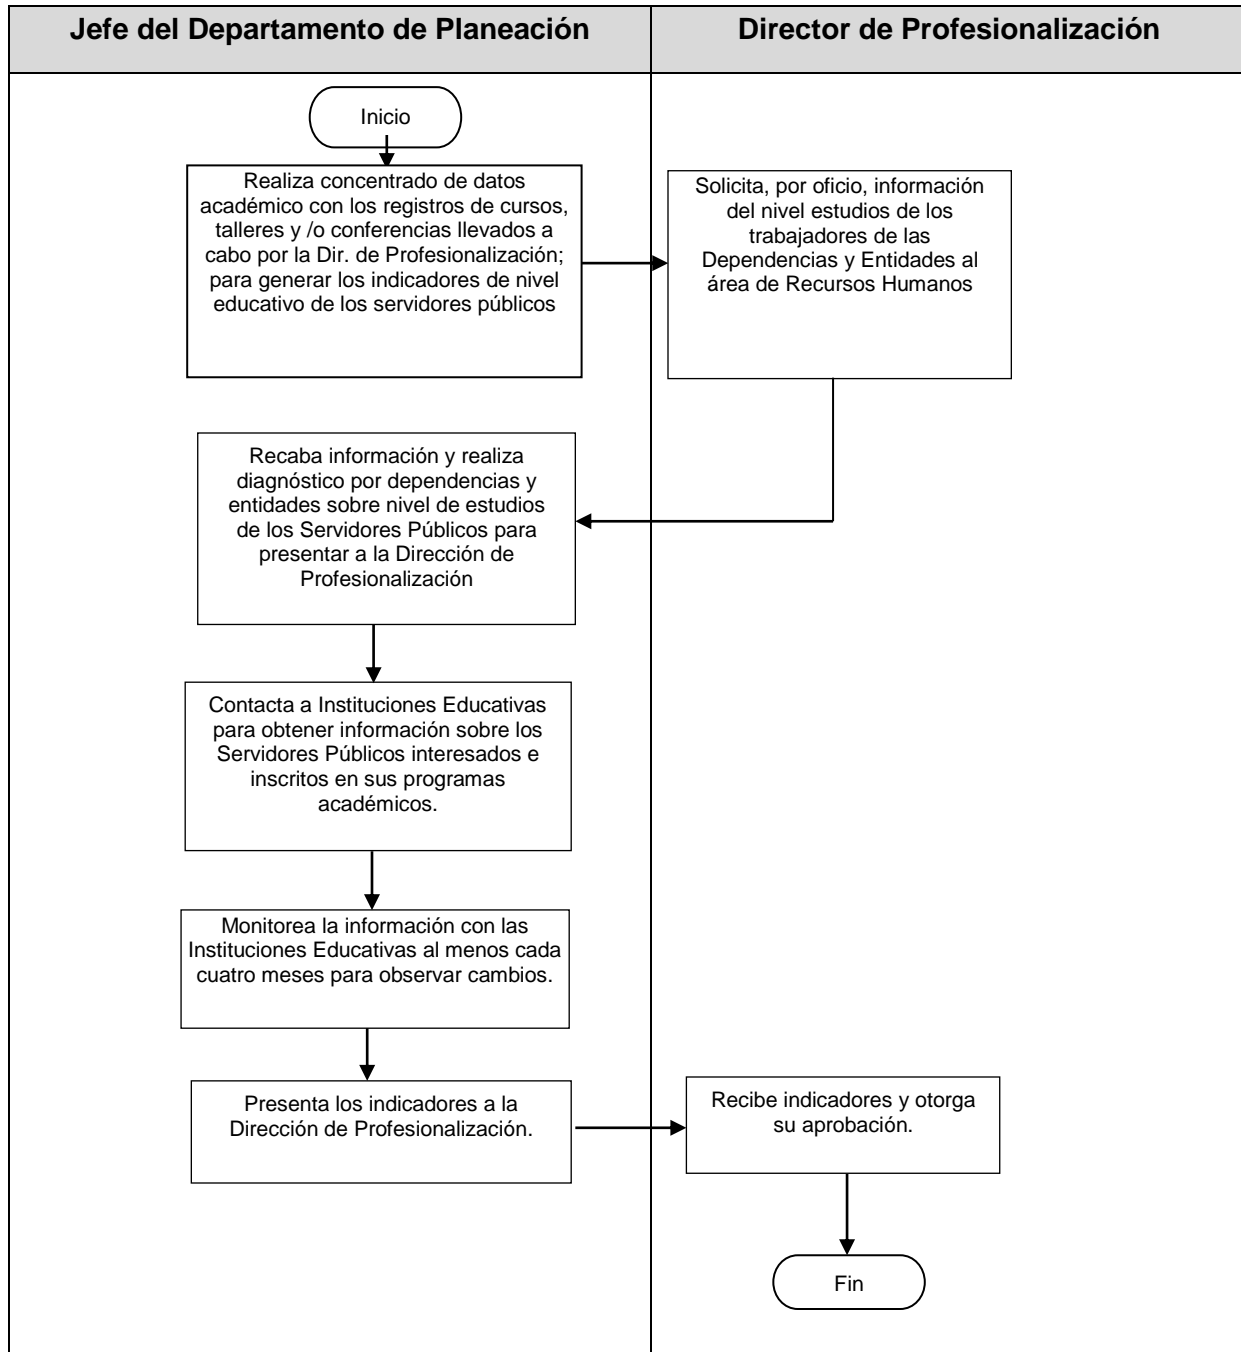 Jefe del Departamento de Planeación
Director de Profesionalización
Inicio
Realiza concentrado de datos
académico con los registros de cursos,
talleres y /o conferencias llevados a
cabo por la Dir. de Profesionalización;
para generar los indicadores de nivel
educativo de los servidores públicos
Solicita, por oficio, información
del nivel estudios de los
trabajadores de las
Dependencias y Entidades al
área de Recursos Humanos
Recaba información y realiza
diagnóstico por dependencias y
entidades sobre nivel de estudios
de los Servidores Públicos para
presentar a la Dirección de
Profesionalización
Contacta a Instituciones Educativas
para obtener información sobre los
Servidores Públicos interesados e
inscritos en sus programas
académicos.
Monitorea la información con las
Instituciones Educativas al menos cada
cuatro meses para observar cambios.
Presenta los indicadores a la
Dirección de Profesionalización.
Recibe indicadores y otorga
su aprobación.
Fin